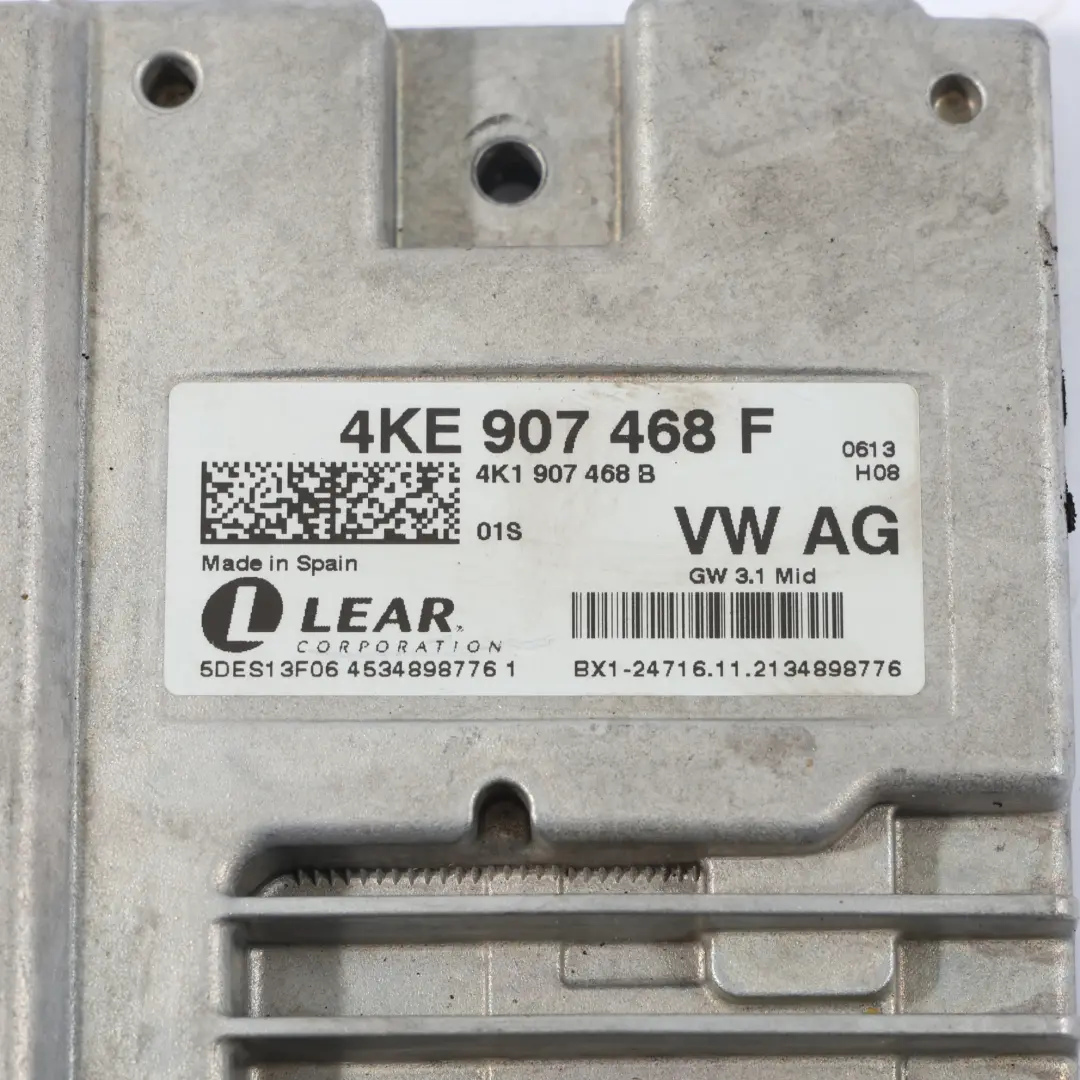 4KE 907 468 F
0613
4K1 907 468 B
H08
01S
VW AG
Made in Spain
GW 3.1 Mid
L LEAR.
CORPORATION
5DES13F06 4534898776 1
BX1-24716.11.2134898776